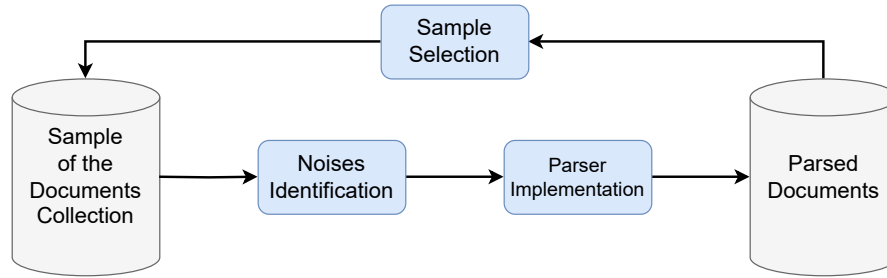 Sample
Selection
Sample
of the
Documents
Collection
Noises
Identification
Parser
Implementation
Parsed
Documents